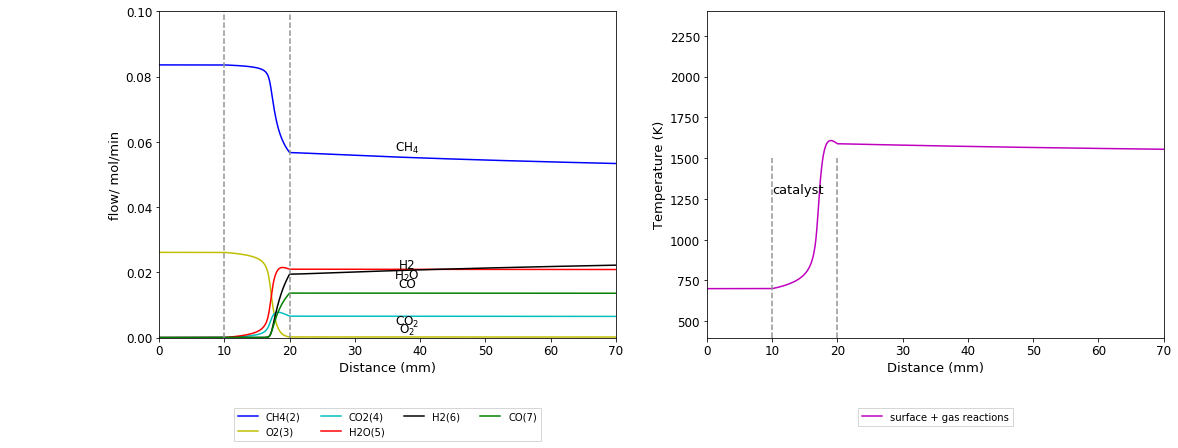 0.10
0.08
0.06
0.04
0.02
0.00
flow/ mol/min
CH4
H2
H2O
CO
CO2
O2
0 10 20 30 40 50 60 70
Distance (mm)
CH4(2) CO2(4) H2(6) CO(7)
O2(3) H2O(5)
2250
2000
1750
1500
1250
1000
750
500
Temperature (K)
catalyst
0 10 20 30 40 50 60 70
Distance (mm)
surface + gas reactions